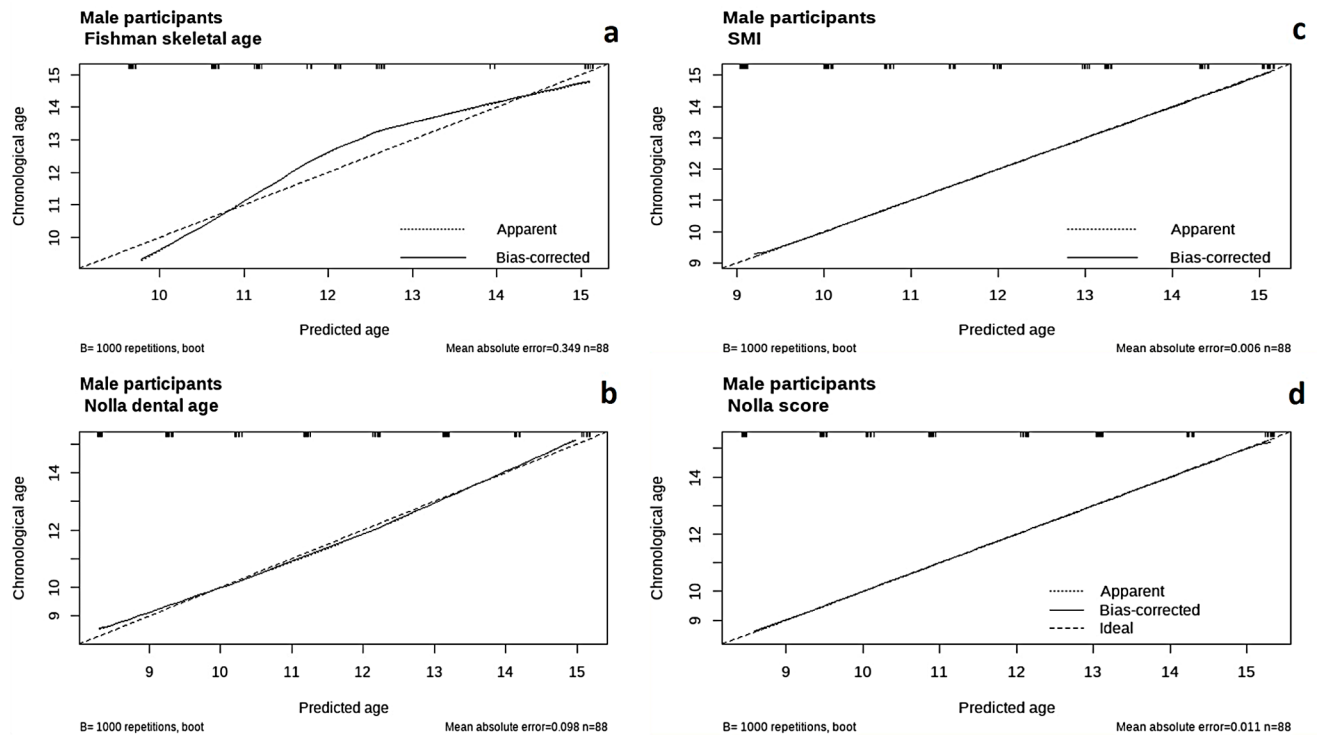 Male participants
Fishman skeletal age
a
15
14
13
12
11
10
Chronological age
Apparent
Bias-corrected
10 11 12 13 14 15
Predicted age
B= 1000 repetitions, boot
Mean absolute error=0.349 n=88
Male participants
SMI
c
15
14
13
12
11
10
9
Chronological age
Apparent
Bias-corrected
9 10 11 12 13 14 15
Predicted age
B= 1000 repetitions, boot
Mean absolute error=0.006 n=88
Male participants
Nolla dental age
b
14
12
10
9
Chronological age
9 10 11 12 13 14 15
Predicted age
B= 1000 repetitions, boot
Mean absolute error=0.098 n=88
Male participants
Nolla score
d
14
12
10
9
Chronological age
Apparent
Bias-corrected
Ideal
9 10 11 12 13 14 15
Predicted age
B= 1000 repetitions, boot
Mean absolute error=0.011 n=88